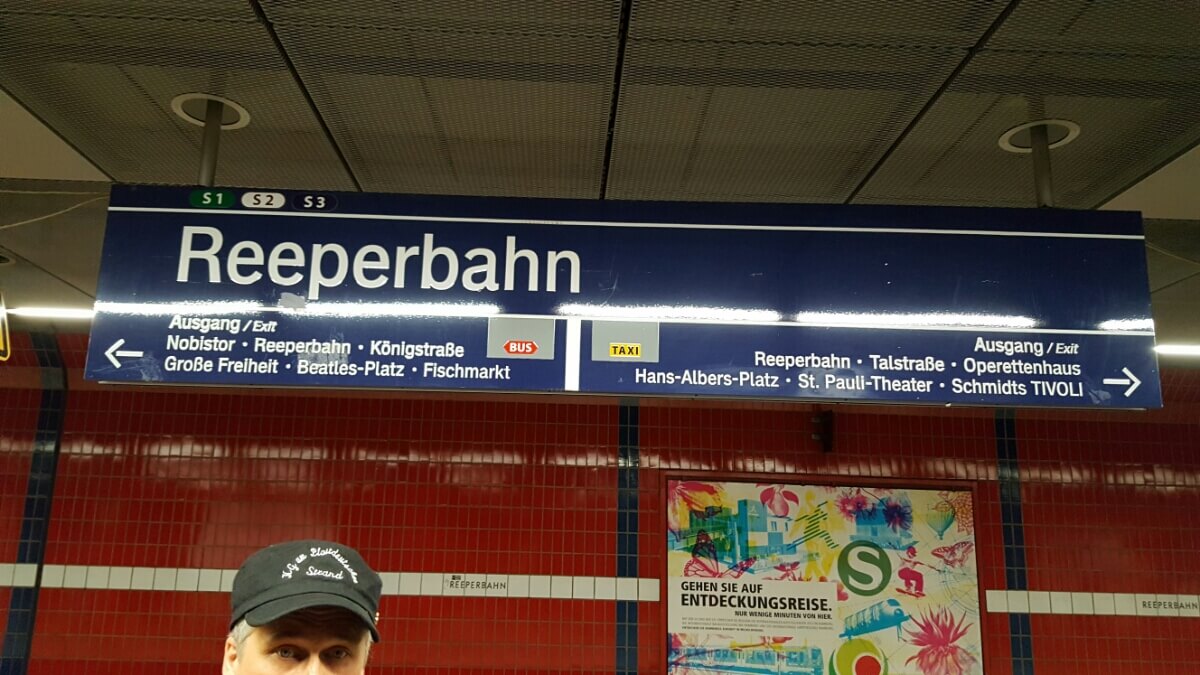 S1 S2 S3
Reeperbahn
Ausgang / Exit
Nobistor · Reeperbahn · Königstraße
Große Freiheit · Beatles-Platz · Fischmarkt
BUS
TAXI
Ausgang / Exit
Reeperbahn · Talstraße · Operettenhaus
Hans-Albers-Platz · St. Pauli-Theater · Schmidts TIVOLI
Strand
REEPERBAHN
S
GEHEN SIE AUF
ENTDECKUNGSREISE.
NUR WENIGE MINUTEN VON HIER.
REEPERBAHN